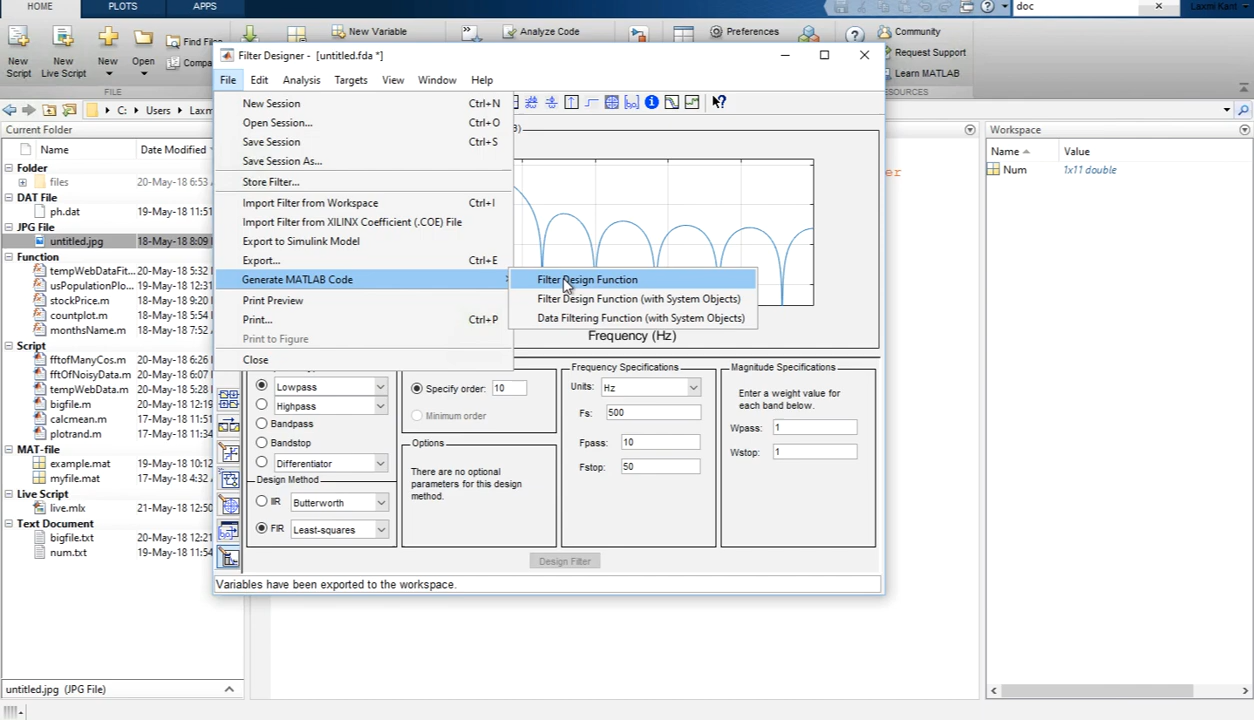 HOME PLOTS APPS
doc
Laxmi Kant
New Script
New Live Script
New
Open
Find Files
Compa
FILE
New Variable
Analyze Code
Preferences
Community
Request Support
Learn MATLAB
Filter Designer - [untitled.fda *]
File Edit Analysis Targets View Window Help
C: Users Laxm
Current Folder
Name Date Modified
Folder
files 20-May-18 6:53
DAT File
ph.dat 19-May-18 11:51
JPG File
untitled.jpg 18-May-18 8:09
Function
tempWebDataFit... 20-May-18 5:32
usPopulationPlo... 19-May-18 12:31
stockPrice.m 18-May-18 9:20
countplot.m 18-May-18 5:54
monthsName.m 18-May-18 5:32
Script
fftofManyCos.m 20-May-18 6:26
fftOfNoisyData.m 20-May-18 6:07
tempWebData.m 20-May-18 5:28
bigfile.m 20-May-18 12:19
calcmean.m 17-May-18 11:51
plotrand.m 17-May-18 11:34
MAT-file
example.mat 19-May-18 10:12
myfile.mat 17-May-18 4:32
Live Script
live.mlx 21-May-18 12:50
Text Document
bigfile.txt 20-May-18 12:21
num.txt 19-May-18 11:54
untitled.jpg (JPG File)
New Session Ctrl+N
Open Session... Ctrl+O
Save Session Ctrl+S
Save Session As...
Store Filter...
Import Filter from Workspace Ctrl+I
Import Filter from XILINX Coefficient (.COE) File
Export to Simulink Model
Export... Ctrl+E
Generate MATLAB Code
Print Preview
Print... Ctrl+P
Print to Figure
Close
Filter Design Function
Filter Design Function (with System Objects)
Data Filtering Function (with System Objects)
Frequency (Hz)
Lowpass
Highpass
Bandpass
Bandstop
Differentiator
Design Method
IIR Butterworth
FIR Least-squares
Specify order: 10
Minimum order
Options
There are no optional
parameters for this design
method.
Frequency Specifications
Units: Hz
Fs: 500
Fpass: 10
Fstop: 50
Magnitude Specifications
Enter a weight value for
each band below.
Wpass: 1
Wstop: 1
Design Filter
Variables have been exported to the workspace.
er
Workspace
Name Value
Num 1x11 double